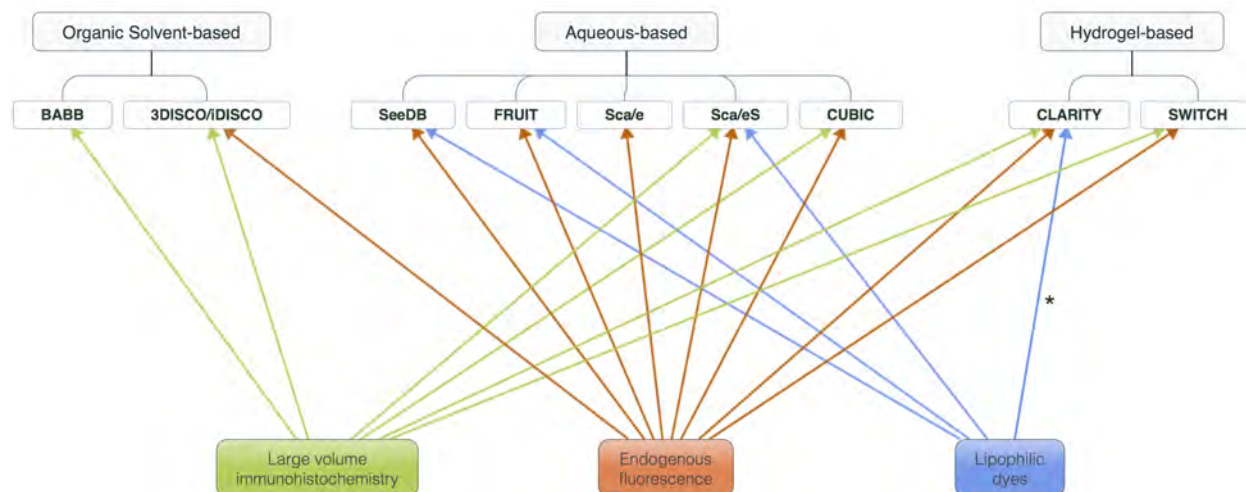 Organic Solvent-based
Aqueous-based
Hydrogel-based
BABB
3DISCO/iDISCO
SeeDB
FRUIT
Sca/e
Sca/eS
CUBIC
CLARITY
SWITCH
*
Large volume
immunohistochemistry
Endogenous
fluorescence
Lipophilic
dyes